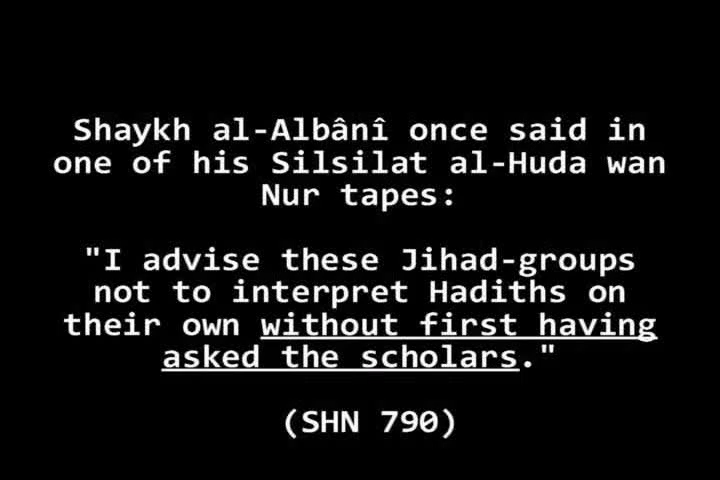 Shaykh al-Albânî once said in
one of his Silsilat al-Huda wan
Nur tapes:
"I advise these Jihad-groups
not to interpret Hadiths on
their own without first having
asked the scholars."
(SHN 790)